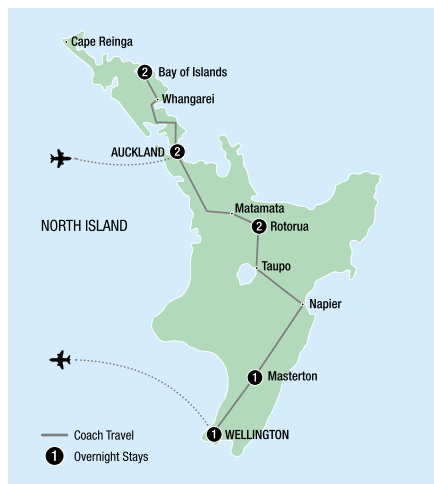 Cape Reinga
2 Bay of Islands
Whangarei
AUCKLAND 2
Matamata
NORTH ISLAND
2 Rotorua
Taupo
Napier
1 Masterton
1 WELLINGTON
Coach Travel
1 Overnight Stays